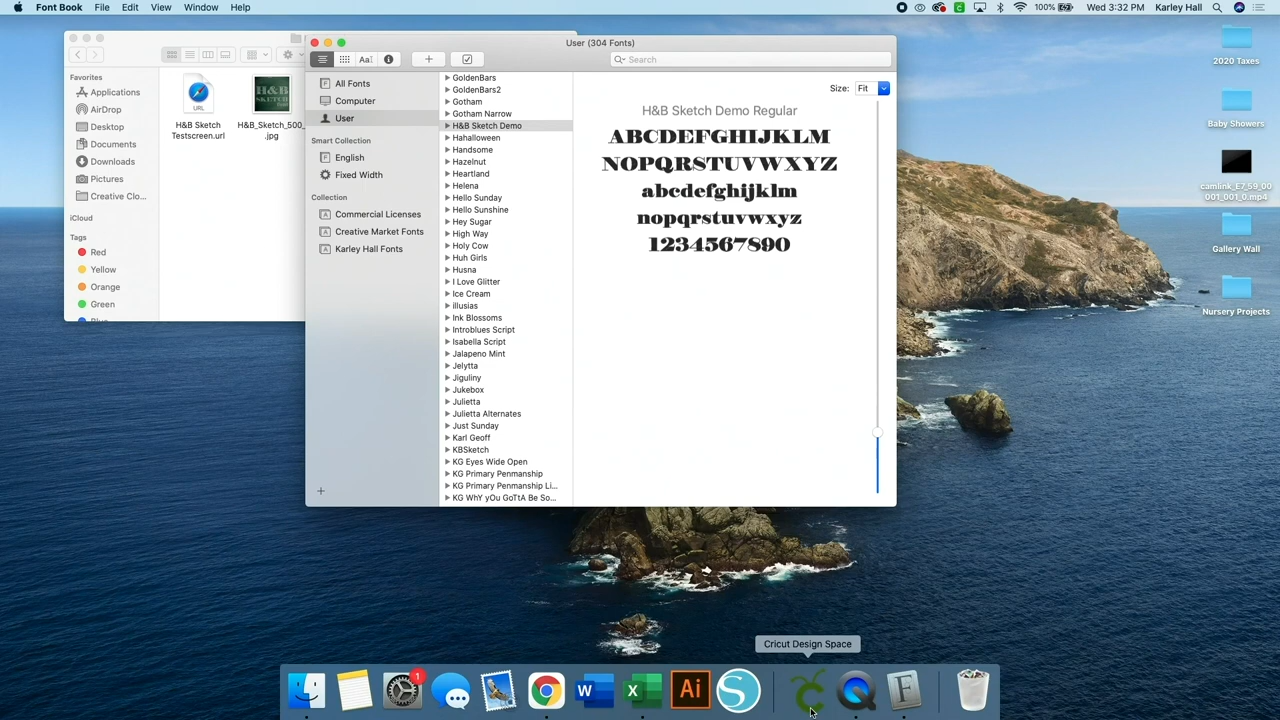 Font Book File Edit View Window Help
100% Wed 3:32 PM Karley Hall
Favorites
Applications
AirDrop
Desktop
Documents
Downloads
Pictures
Creative Clo...
iCloud
Tags
Red
Yellow
Orange
Green
URL
H&B Sketch
Testscreen.url
H&B
SKETCH
H&B_Sketch_500_
.jpg
User (304 Fonts)
Search
All Fonts
Computer
User
Smart Collection
English
Fixed Width
Collection
Commercial Licenses
Creative Market Fonts
Karley Hall Fonts
GoldenBars
GoldenBars2
Gotham
Gotham Narrow
H&B Sketch Demo
Hahalloween
Handsome
Hazelnut
Heartland
Helena
Hello Sunday
Hello Sunshine
Hey Sugar
High Way
Holy Cow
Huh Girls
Husna
I Love Glitter
Ice Cream
illusias
Ink Blossoms
Introblues Script
Isabella Script
Jalapeno Mint
Jelytta
Jiguliny
Jukebox
Julietta
Julietta Alternates
Just Sunday
Karl Geoff
KBSketch
KG Eyes Wide Open
KG Primary Penmanship
KG Primary Penmanship Li...
KG WhY yOu GoTtA Be So...
Size: Fit
H&B Sketch Demo Regular
ABCDEFGHIJKLM
NOPQRSTUVWXYZ
abcdefghijklm
nopqrstuvwxyz
1234567890
2020 Taxes
Baby Showers
camlink_E7_59_00
_001_001_0.mp4
Gallery Wall
Nursery Projects
Cricut Design Space
1
W
X
Ai
S
F